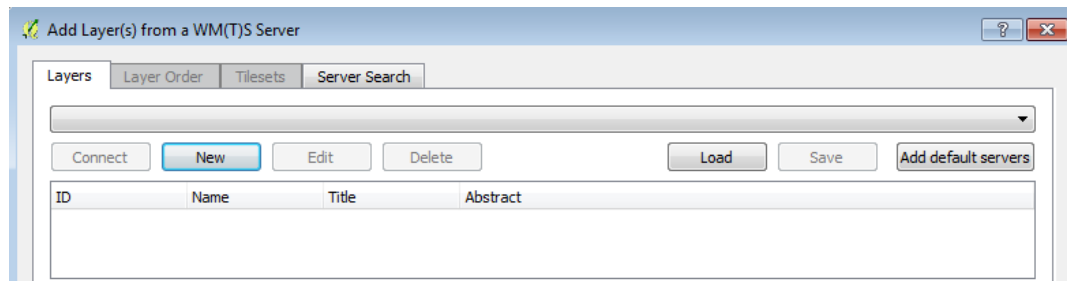 Add Layer(s) from a WM(T)S Server
Layers Layer Order Tilesets Server Search
Connect New Edit Delete Load Save Add default servers
ID Name Title Abstract